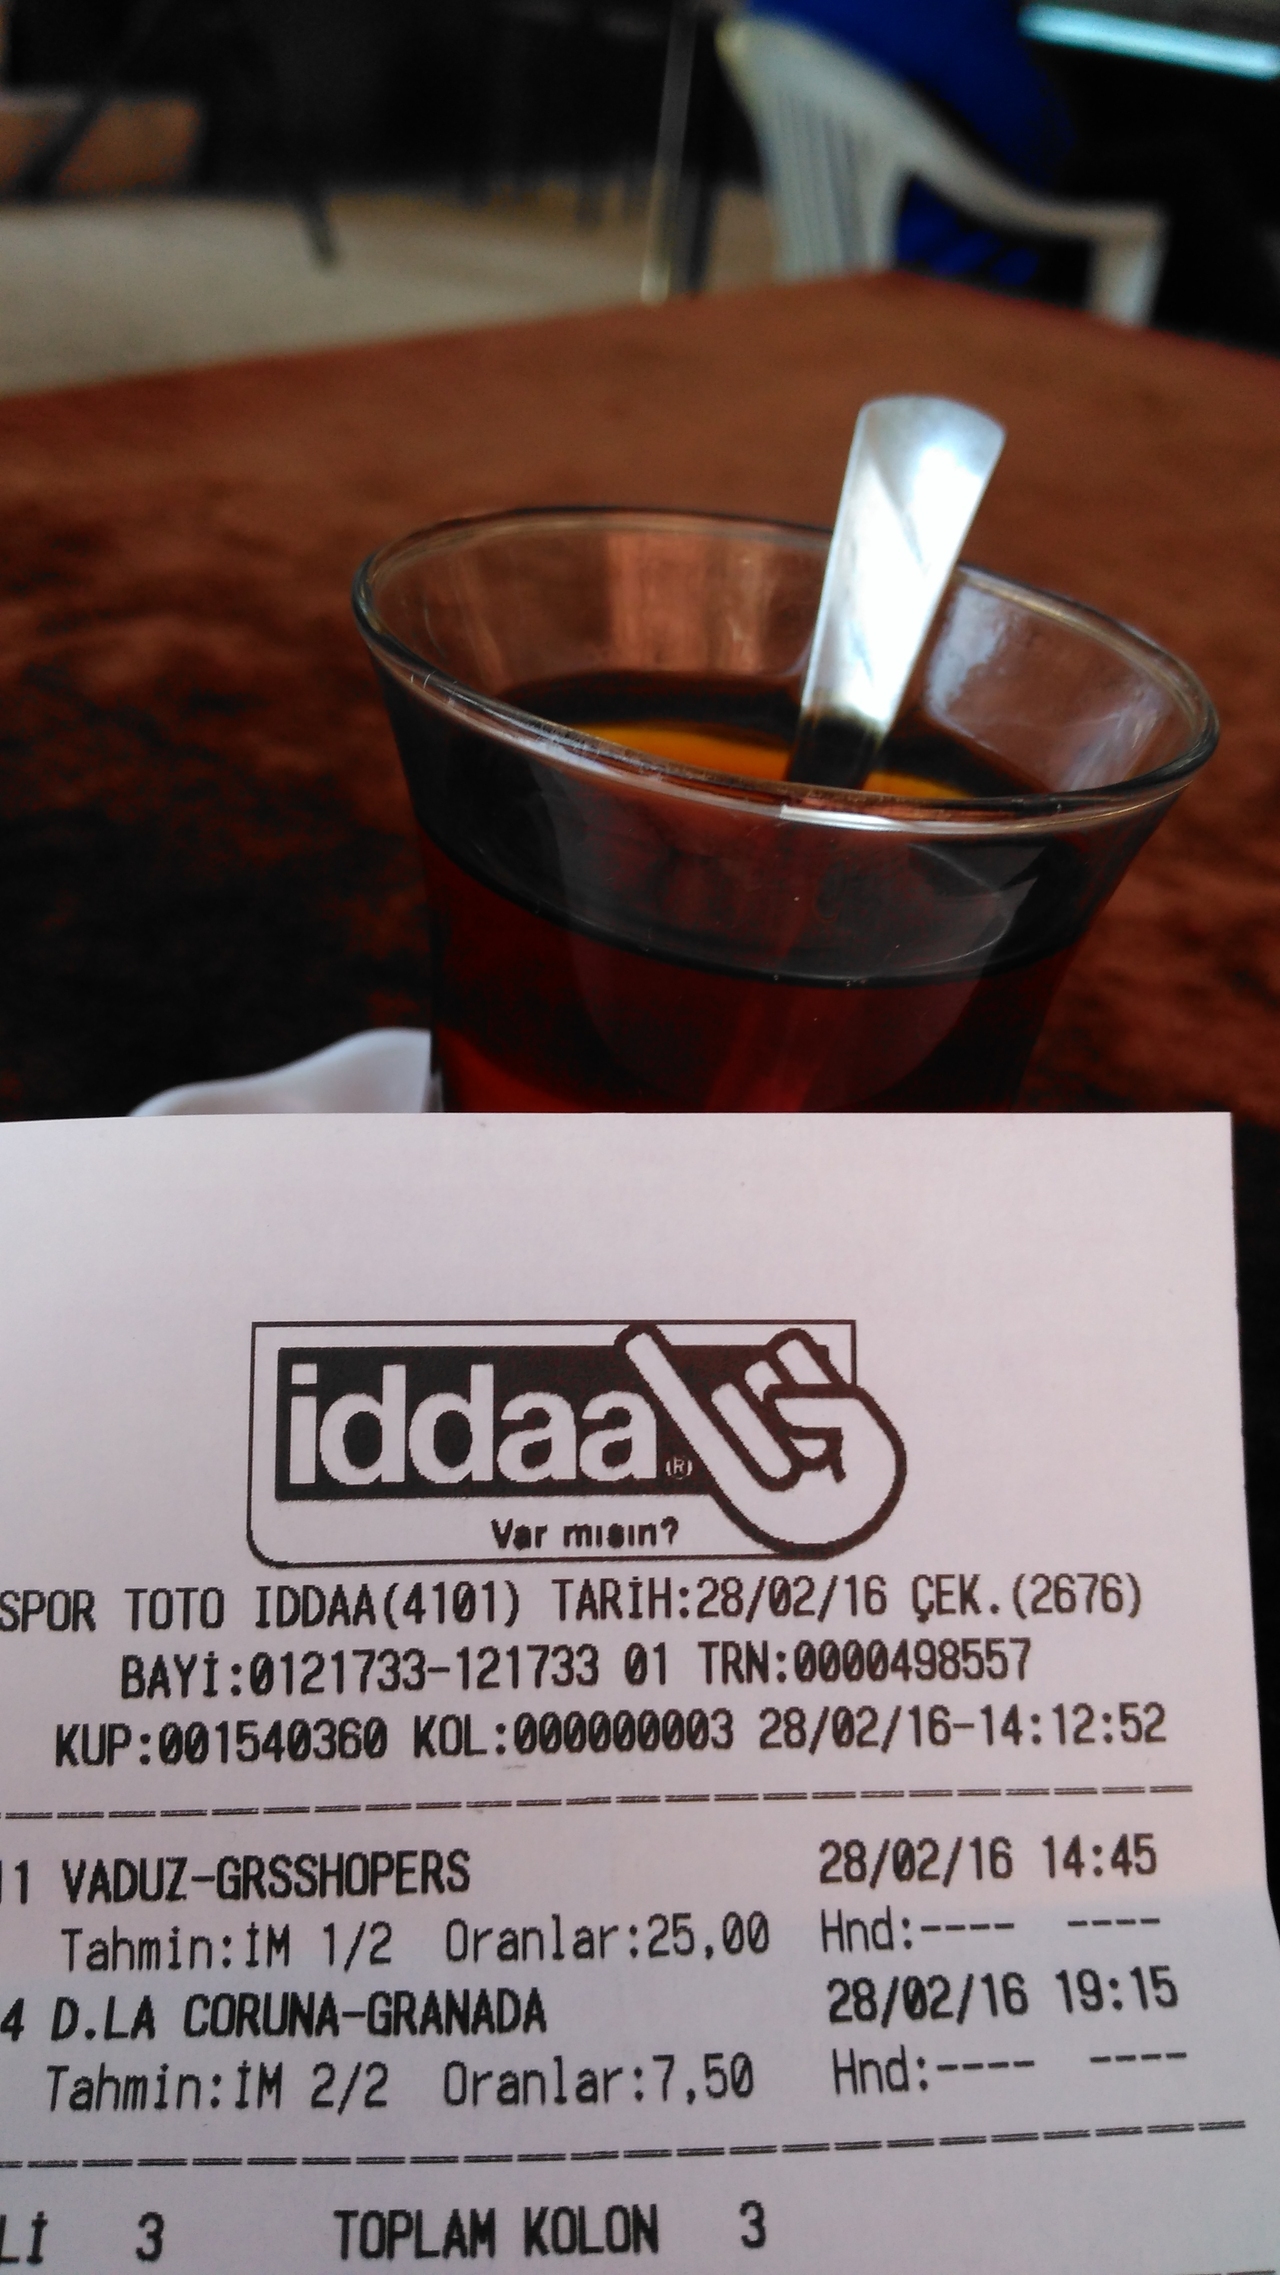 iddaa®
Var mısın?
SPOR TOTO IDDAA(4101) TARİH:28/02/16 ÇEK.(2676)
BAYİ:0121733-121733 01 TRN:0000498557
KUP:001540360 KOL:000000003 28/02/16-14:12:52
11 VADUZ-GRSSHOPERS 28/02/16 14:45
Tahmin:İM 1/2 Oranlar:25,00 Hnd:---- ----
4 D.LA CORUNA-GRANADA 28/02/16 19:15
Tahmin:İM 2/2 Oranlar:7,50 Hnd:---- ----
Lİ 3 TOPLAM KOLON 3